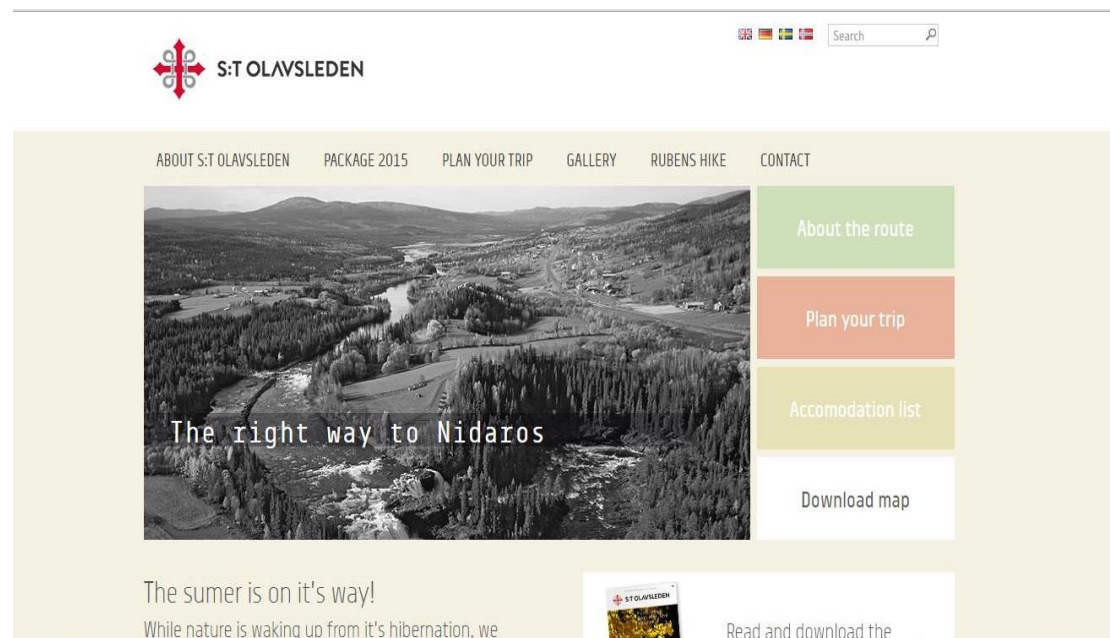 Search
S:T OLAVSLEDEN
ABOUT S:T OLAVSLEDEN PACKAGE 2015 PLAN YOUR TRIP GALLERY RUBENS HIKE CONTACT
About the route
Plan your trip
Accomodation list
Download map
The right way to Nidaros
The sumer is on it's way!
While nature is waking up from it's hibernation, we
S:T OLAVSLEDEN
Read and download the